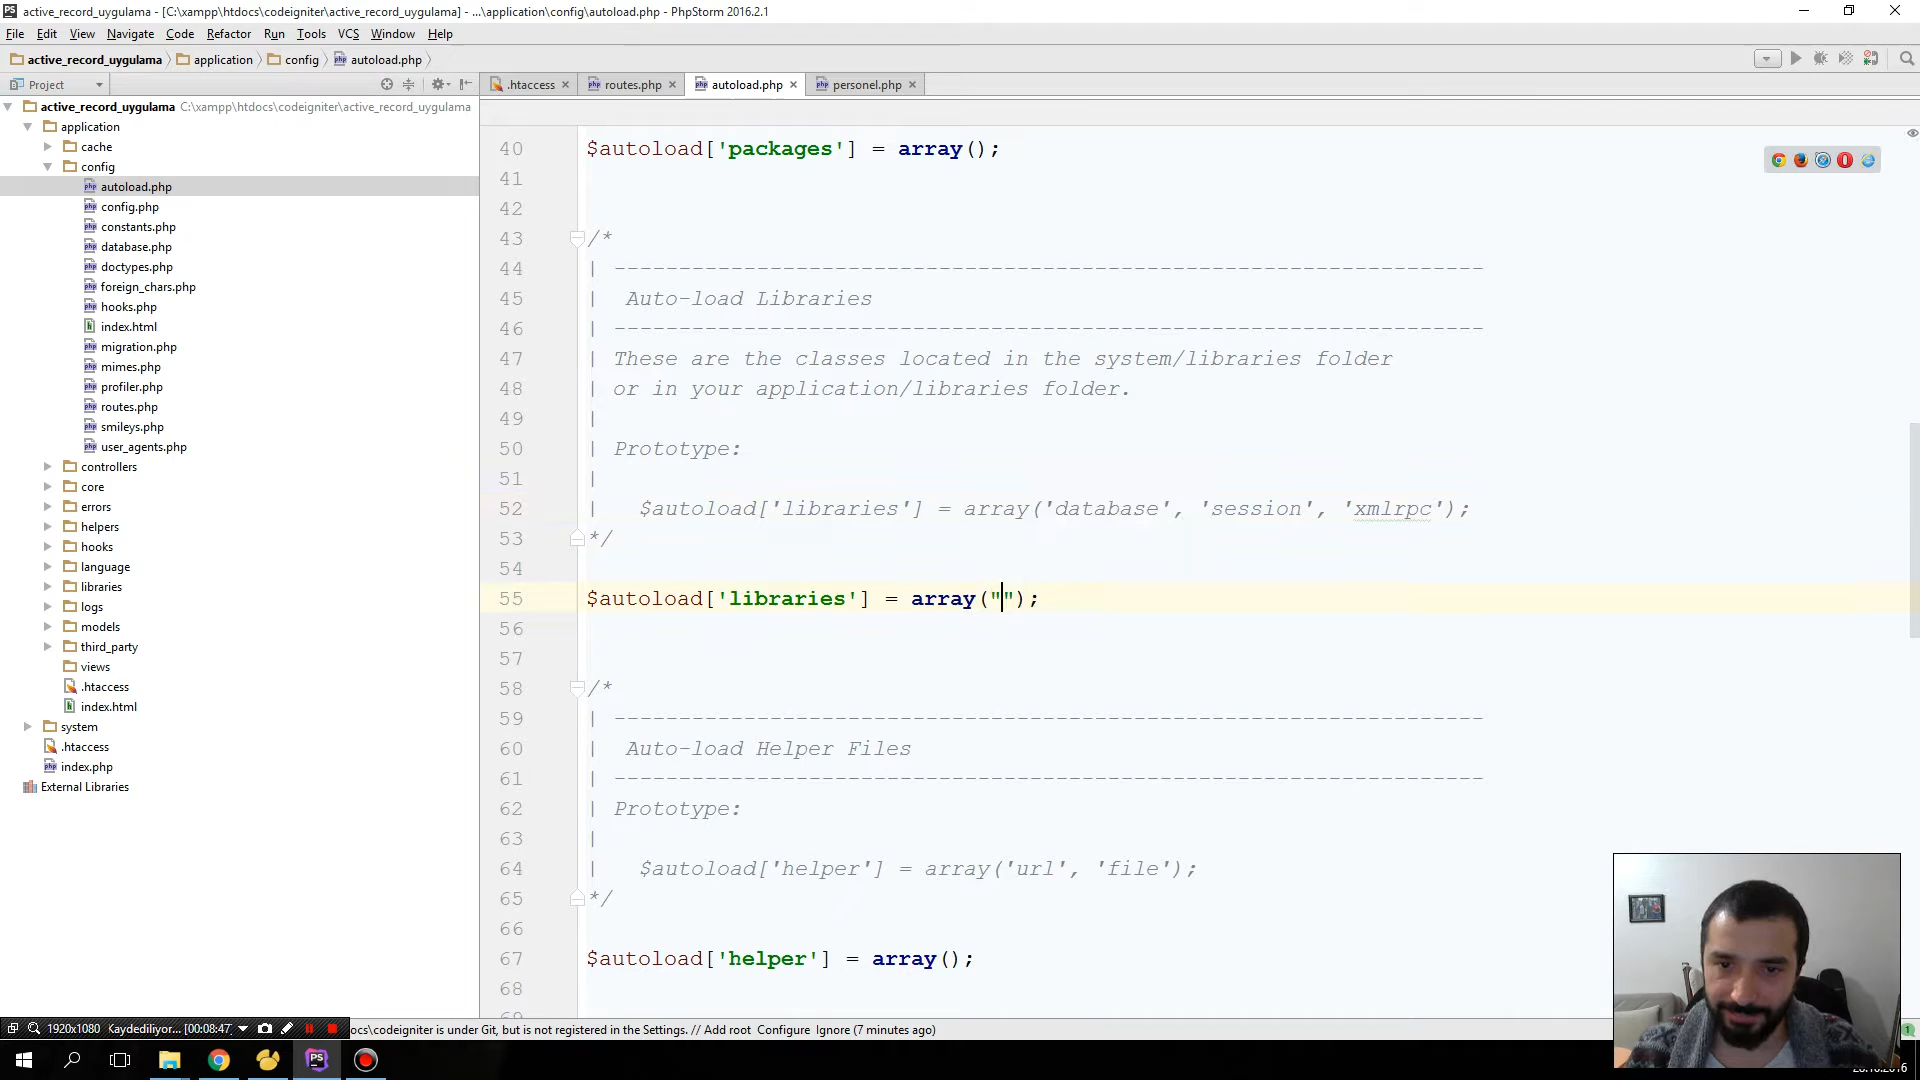 active_record_uygulama - [C:\xampp\htdocs\codeigniter\active_record_uygulama] - ...\application\config\autoload.php - PhpStorm 2016.2.1
File Edit View Navigate Code Refactor Run Tools VCS Window Help
active_record_uygulama application config autoload.php
Project
.htaccess routes.php autoload.php personel.php
active_record_uygulama C:\xampp\htdocs\codeigniter\active_record_uygulama
application
cache
config
autoload.php
config.php
constants.php
database.php
doctypes.php
foreign_chars.php
hooks.php
index.html
migration.php
mimes.php
profiler.php
routes.php
smileys.php
user_agents.php
controllers
core
errors
helpers
hooks
language
libraries
logs
models
third_party
views
.htaccess
index.html
system
.htaccess
index.php
External Libraries
40 $autoload['packages'] = array();
41
42
43 /*
44 | -------------------------------------------------------------------
45 | Auto-load Libraries
46 | -------------------------------------------------------------------
47 | These are the classes located in the system/libraries folder
48 | or in your application/libraries folder.
49 |
50 | Prototype:
51 |
52 | $autoload['libraries'] = array('database', 'session', 'xmlrpc');
53 */
54
55 $autoload['libraries'] = array("");
56
57
58 /*
59 | -------------------------------------------------------------------
60 | Auto-load Helper Files
61 | -------------------------------------------------------------------
62 | Prototype:
63 |
64 | $autoload['helper'] = array('url', 'file');
65 */
66
67 $autoload['helper'] = array();
68
1920x1080 Kaydediliyor... [00:08:47]
ocs\codeigniter is under Git, but is not registered in the Settings. // Add root Configure Ignore (7 minutes ago)